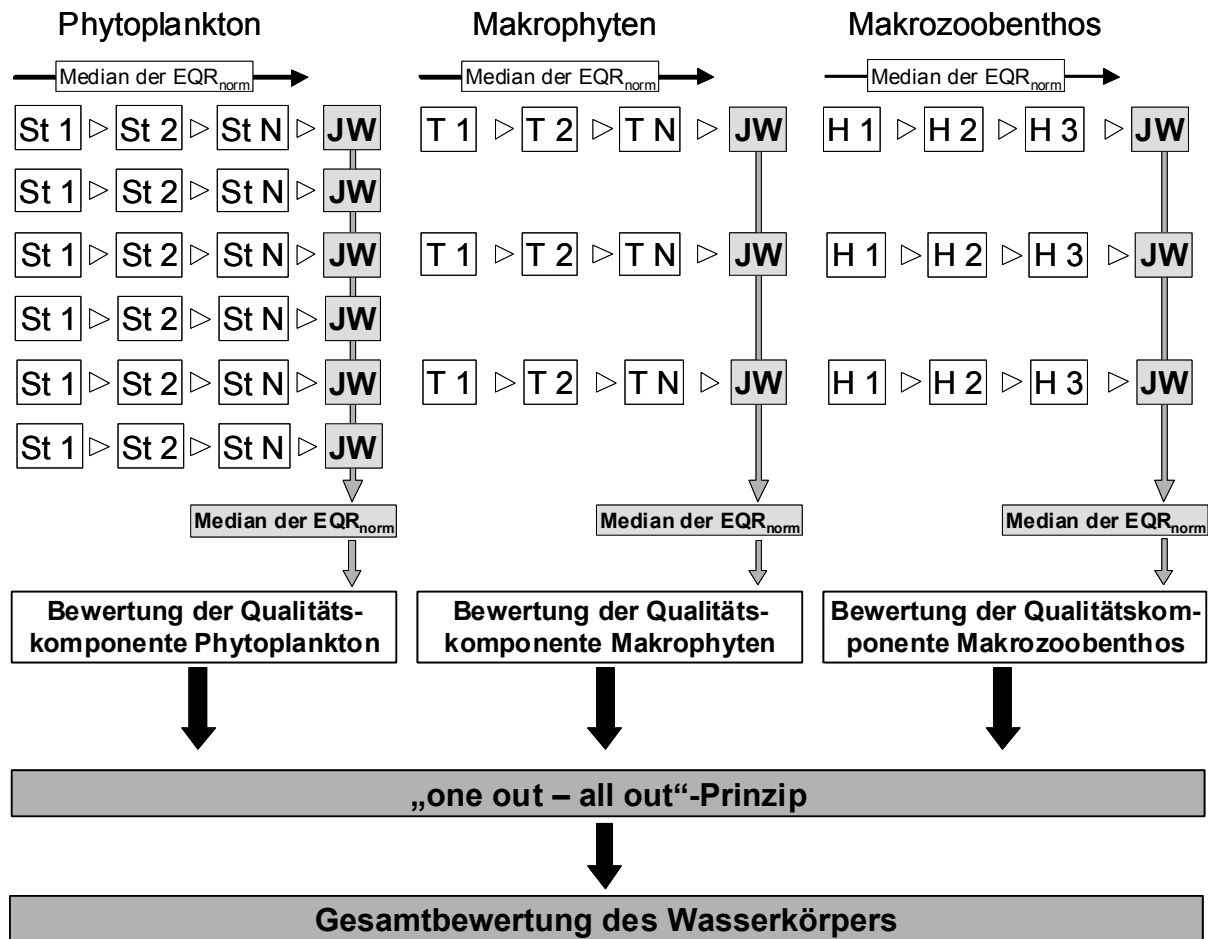 Phytoplankton
Makrophyten
Makrozoobenthos
Median der EQRnorm
Median der EQRnorm
Median der EQRnorm
St 1 St 2 St N JW T 1 T 2 T N JW H 1 H 2 H 3 JW
St 1 St 2 St N JW
St 1 St 2 St N JW T 1 T 2 T N JW H 1 H 2 H 3 JW
St 1 St 2 St N JW
St 1 St 2 St N JW T 1 T 2 T N JW H 1 H 2 H 3 JW
St 1 St 2 St N JW
Median der EQRnorm
Median der EQRnorm
Median der EQRnorm
Bewertung der Qualitäts-
komponente Phytoplankton
Bewertung der Qualitäts-
komponente Makrophyten
Bewertung der Qualitätskom-
ponente Makrozoobenthos
„one out – all out“-Prinzip
Gesamtbewertung des Wasserkörpers